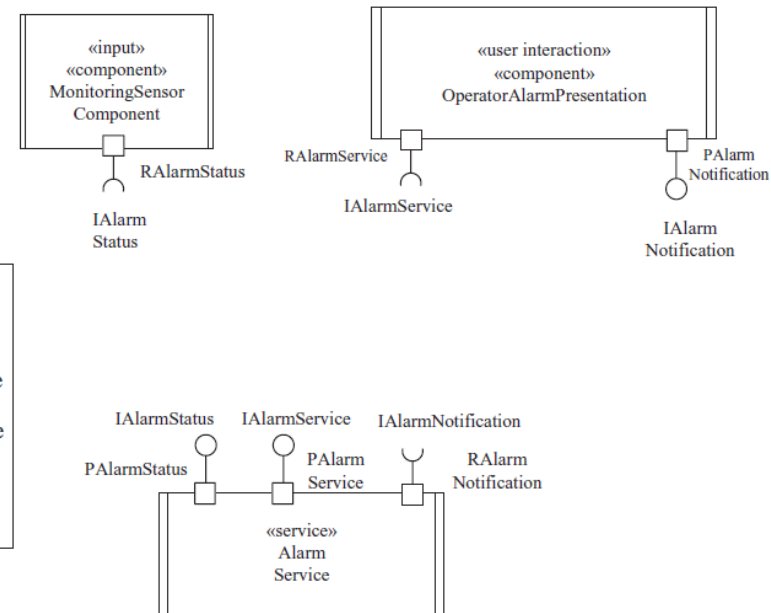 «input»
«component»
MonitoringSensor
Component
RAlarmStatus
IAlarm
Status
«user interaction»
«component»
OperatorAlarmPresentation
RAlarmService
IAlarmService
PAlarm
Notification
IAlarm
Notification
e
e
IAlarmStatus
IAlarmService
IAlarmNotification
PAlarmStatus
PAlarm
Service
RAlarm
Notification
«service»
Alarm
Service